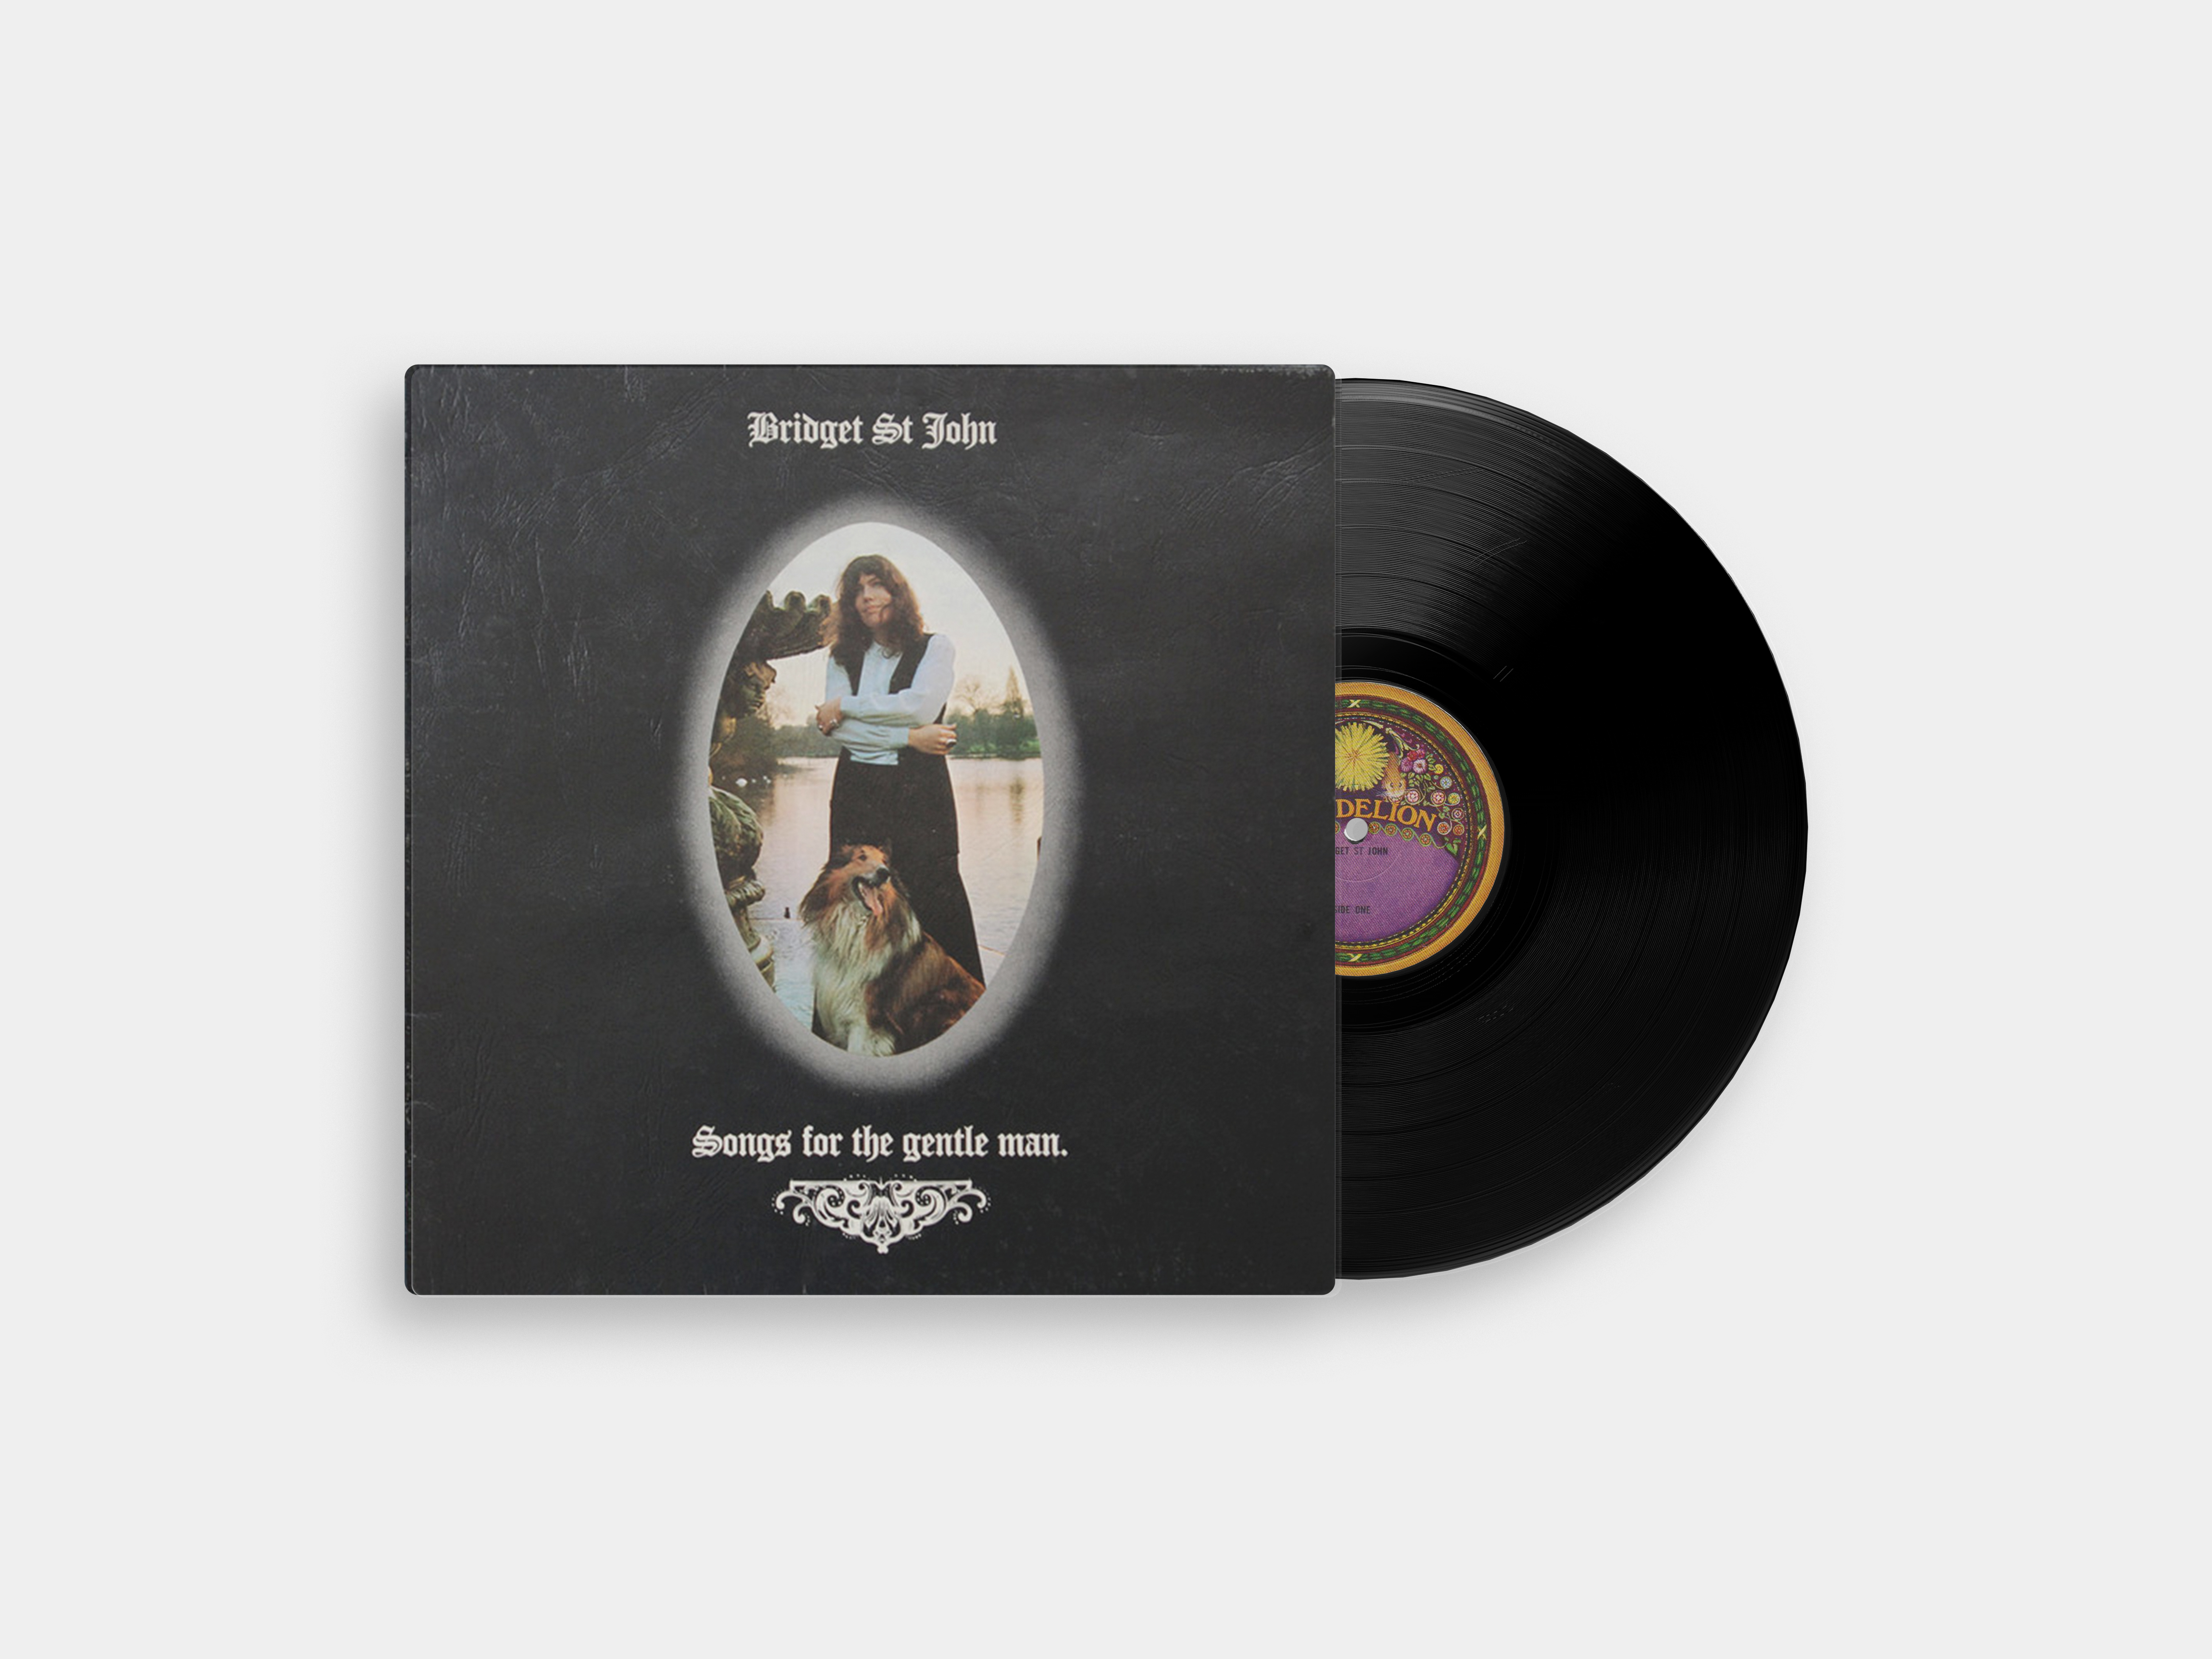 Bridget St John
Songs for the gentle man.
DELION
GET ST JOHN
SIDE ONE